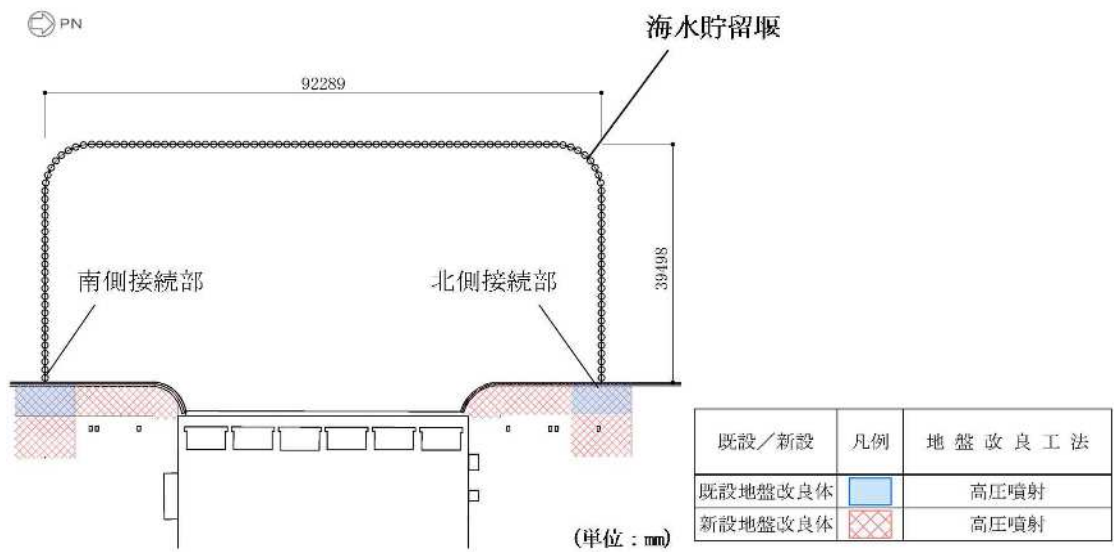 PN
海水貯留堰
92289
39498
南側接続部
北側接続部
既設／新設 凡例 地盤改良工法
既設地盤改良体 高圧噴射
新設地盤改良体 高圧噴射
(単位：mm)